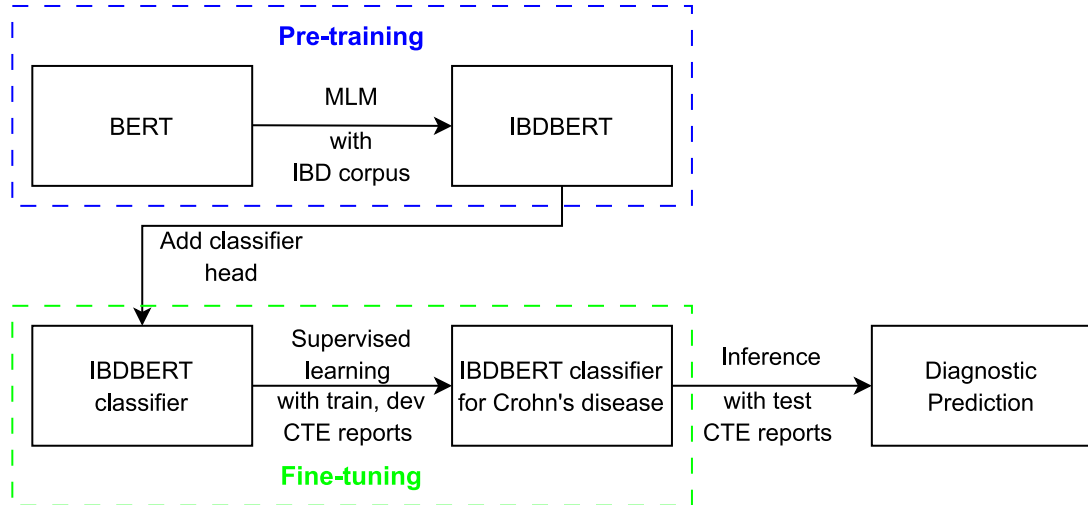 Pre-training
BERT
MLM
with
IBD corpus
IBDBERT
Add classifier
head
IBDBERT
classifier
Supervised
learning
with train, dev
CTE reports
IBDBERT classifier
for Crohn's disease
Inference
with test
CTE reports
Diagnostic
Prediction
Fine-tuning